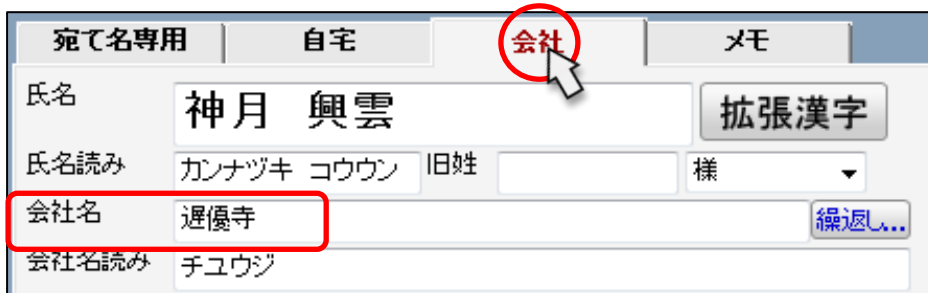 宛て名専用 自宅 会社 メモ
氏名 神月 興雲 拡張漢字
氏名読み カンナヅキ コウウン 旧姓 様
会社名 遅優寺 繰返し...
会社名読み チユウジ